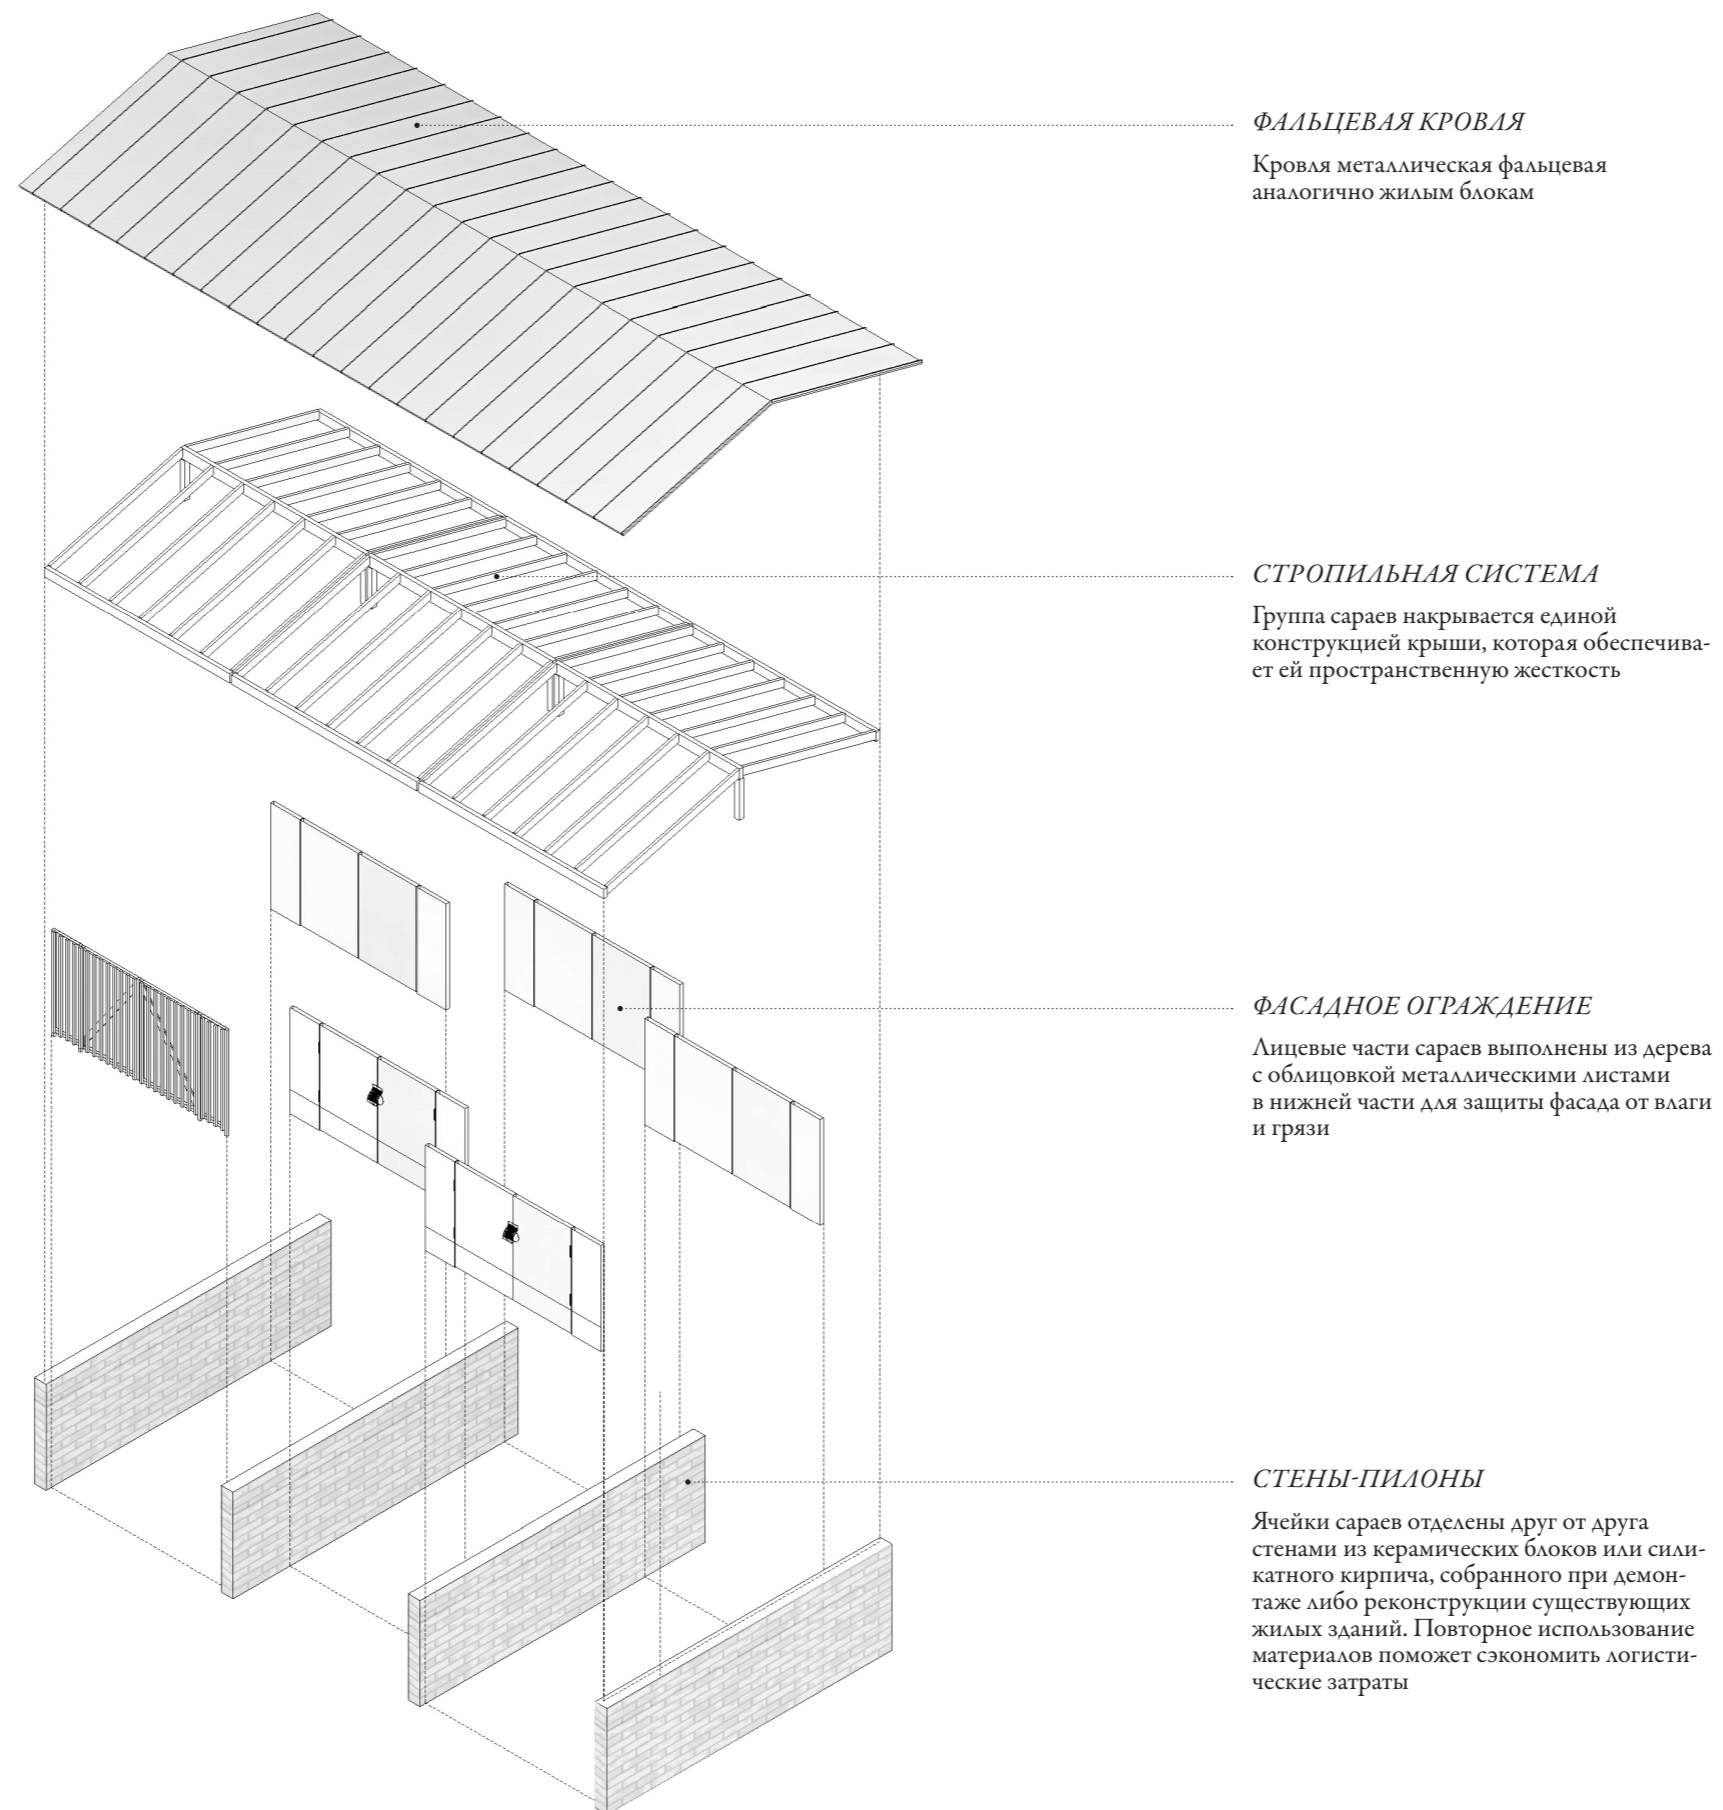 ФАЛЬЦЕВАЯ КРОВЛЯ
Кровля металлическая фальцевая
аналогично жилым блокам
СТРОПИЛЬНАЯ СИСТЕМА
Группа сараев накрывается единой
конструкцией крыши, которая обеспечива-
ет ей пространственную жесткость
ФАСАДНОЕ ОГРАЖДЕНИЕ
Лицевые части сараев выполнены из дерева
с облицовкой металлическими листами
в нижней части для защиты фасада от влаги
и грязи
СТЕНЫ-ПИЛОНЫ
Ячейки сараев отделены друг от друга
стенами из керамических блоков или сили-
катного кирпича, собранного при демон-
таже либо реконструкции существующих
жилых зданий. Повторное использование
материалов поможет сэкономить логисти-
ческие затраты